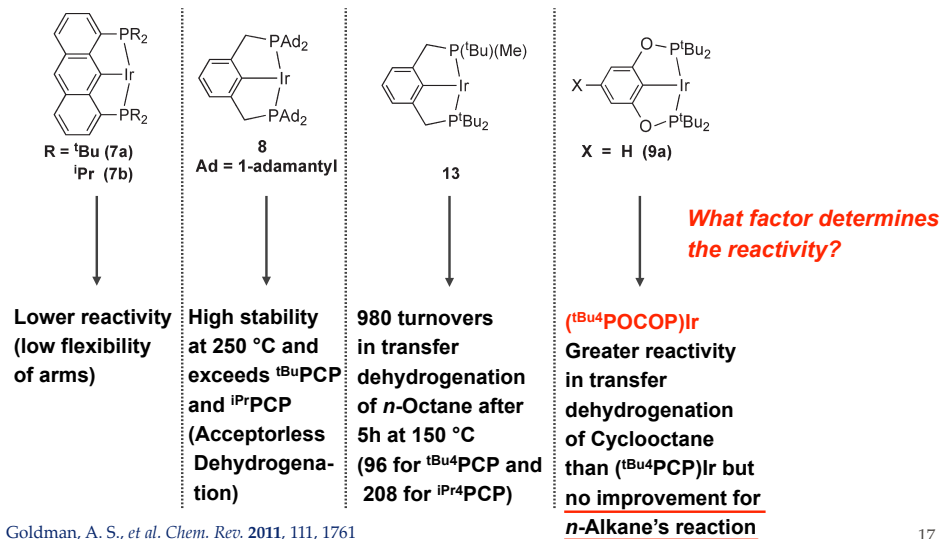 PR₂
Ir
PR₂
R = ᵗBu (7a)
ⁱPr (7b)
PAd₂
Ir
PAd₂
8
Ad = 1-adamantyl
P(ᵗBu)(Me)
Ir
PᵗBu₂
13
O
PᵗBu₂
X
Ir
O
PᵗBu₂
X = H (9a)
What factor determines
the reactivity?
Lower reactivity
(low flexibility
of arms)
High stability
at 250 °C and
exceeds ᵗᴮᵘPCP
and ⁱᴾʳPCP
(Acceptorless
Dehydrogena-
tion)
980 turnovers
in transfer
dehydrogenation
of n-Octane after
5h at 150 °C
(96 for ᵗᴮᵘ⁴PCP and
208 for ⁱᴾʳ⁴PCP)
(ᵗᴮᵘ⁴POCOP)Ir
Greater reactivity
in transfer
dehydrogenation
of Cyclooctane
than (ᵗᴮᵘ⁴PCP)Ir but
no improvement for
n-Alkane's reaction
Goldman, A. S., et al. Chem. Rev. 2011, 111, 1761
17